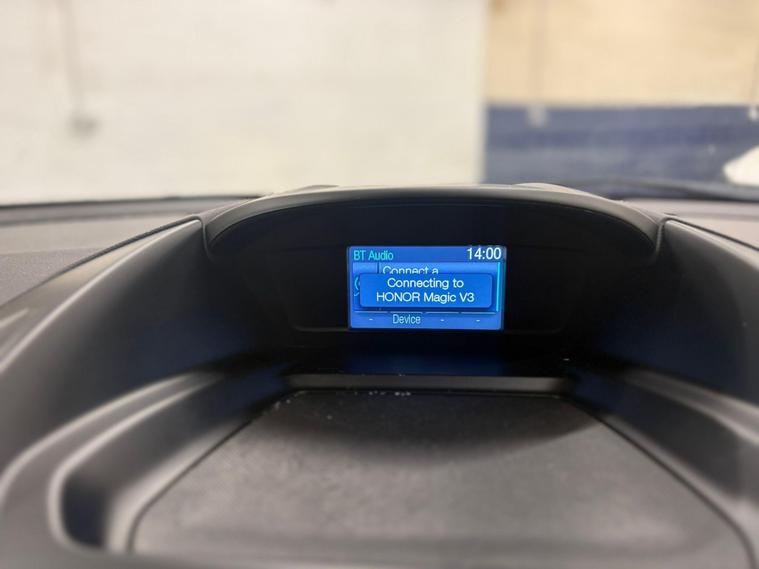 BT Audio 14:00
Connect a
Connecting to
HONOR Magic V3
- Device - -